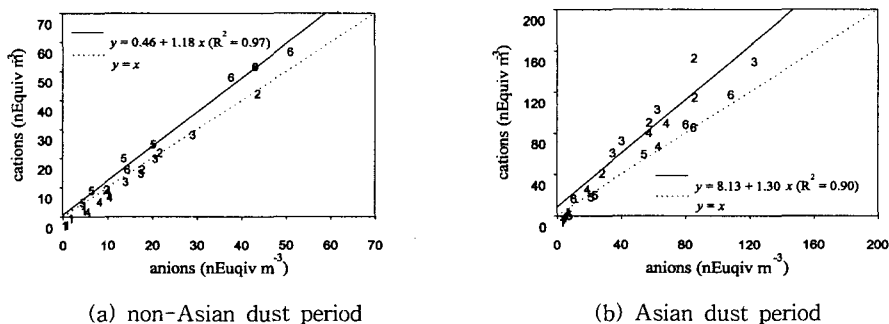 70
60
50
40
30
20
10
0
cations (nEquiv m-3)
y = 0.46 + 1.18 x (R2 = 0.97)
y = x
0 10 20 30 40 50 60 70
anions (nEuqiv m-3)
(a) non-Asian dust period
200
160
120
80
40
0
cations (nEquiv m-3)
y = 8.13 + 1.30 x (R2 = 0.90)
y = x
0 40 80 120 160 200
anions (nEuqiv m-3)
(b) Asian dust period